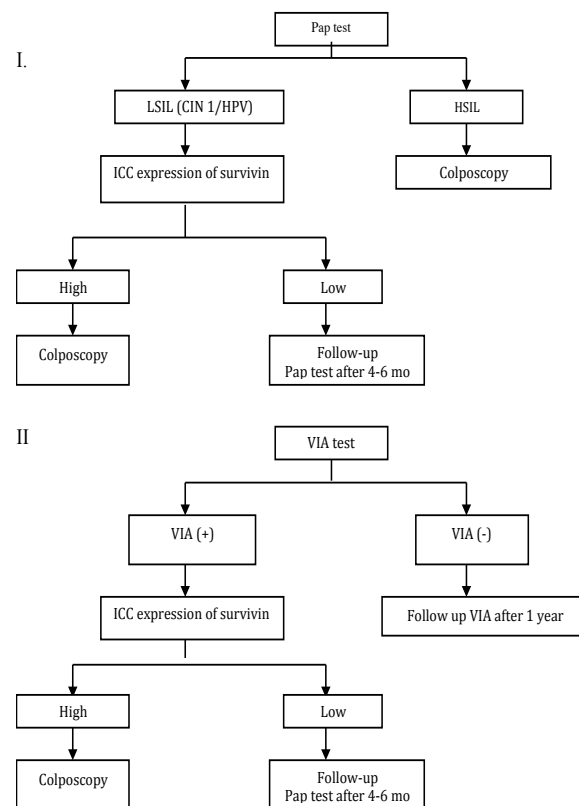 Pap test
I.
LSIL (CIN 1/HPV)
HSIL
ICC expression of survivin
Colposcopy
High
Low
Colposcopy
Follow-up
Pap test after 4-6 mo
II
VIA test
VIA (+)
VIA (-)
ICC expression of survivin
Follow up VIA after 1 year
High
Low
Colposcopy
Follow-up
Pap test after 4-6 mo